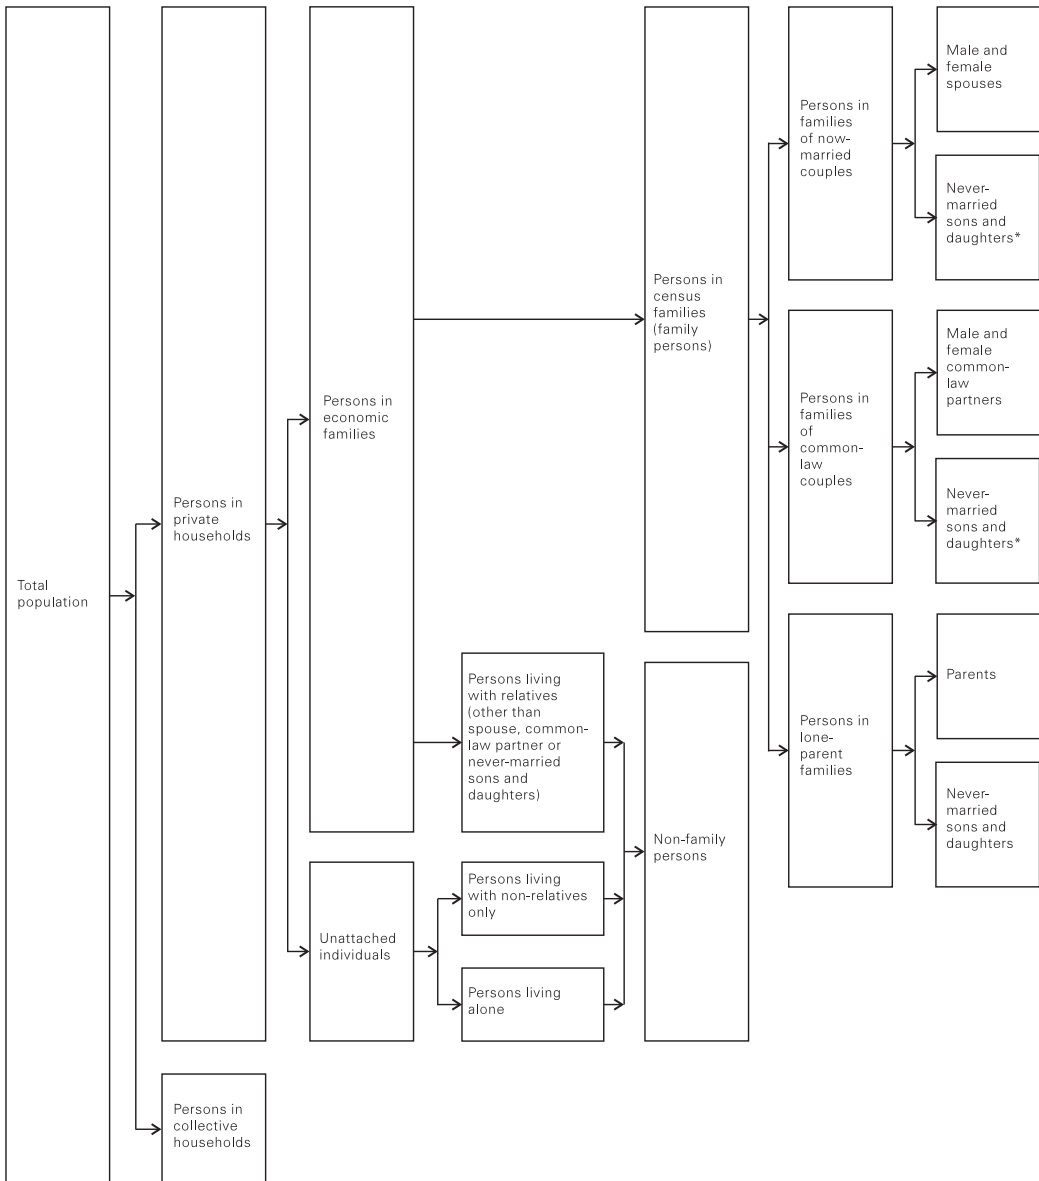 Total
population
Persons in
private
households
Persons in
collective
households
Persons in
economic
families
Unattached
individuals
Persons living
with relatives
(other than
spouse, common-
law partner or
never-married
sons and
daughters)
Persons living
with non-relatives
only
Persons living
alone
Persons in
census
families
(family
persons)
Non-family
persons
Persons in
families
of now-
married
couples
Persons in
families
of
common-
law
couples
Persons in
lone-
parent
families
Male and
female
spouses
Never-
married
sons and
daughters*
Male and
female
common-
law
partners
Never-
married
sons and
daughters*
Parents
Never-
married
sons and
daughters